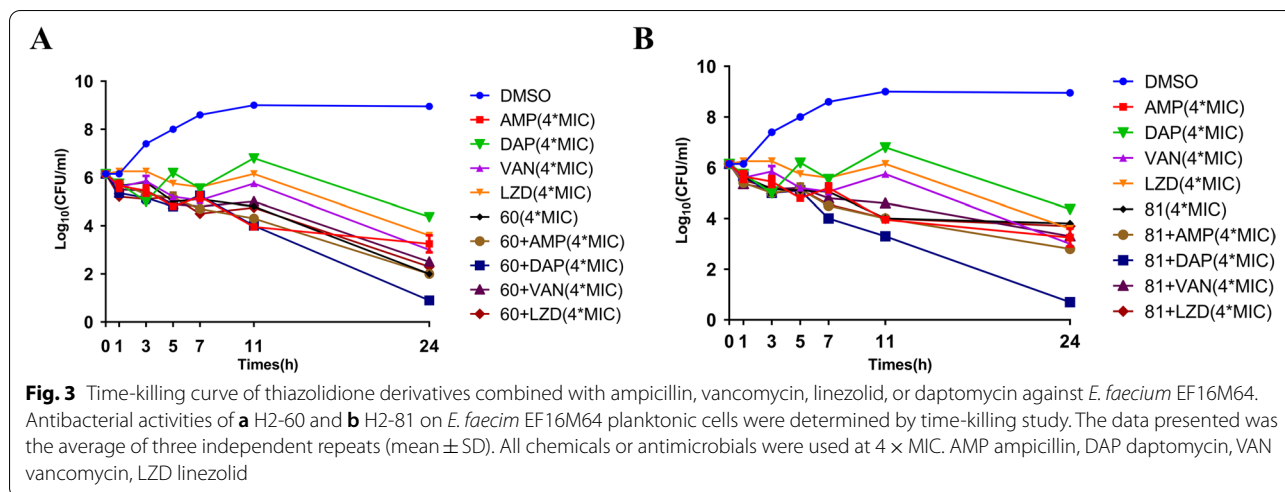 A
B
Log10(CFU/ml)
10
8
6
4
2
0
0 1 3 5 7 11 24
Times(h)
DMSO
AMP(4*MIC)
DAP(4*MIC)
VAN(4*MIC)
LZD(4*MIC)
60(4*MIC)
60+AMP(4*MIC)
60+DAP(4*MIC)
60+VAN(4*MIC)
60+LZD(4*MIC)
Log10(CFU/ml)
10
8
6
4
2
0
0 1 3 5 7 11 24
Times(h)
DMSO
AMP(4*MIC)
DAP(4*MIC)
VAN(4*MIC)
LZD(4*MIC)
81(4*MIC)
81+AMP(4*MIC)
81+DAP(4*MIC)
81+VAN(4*MIC)
81+LZD(4*MIC)
Fig. 3 Time-killing curve of thiazolidione derivatives combined with ampicillin, vancomycin, linezolid, or daptomycin against E. faecium EF16M64.
Antibacterial activities of a H2-60 and b H2-81 on E. faecim EF16M64 planktonic cells were determined by time-killing study. The data presented was
the average of three independent repeats (mean ± SD). All chemicals or antimicrobials were used at 4 × MIC. AMP ampicillin, DAP daptomycin, VAN
vancomycin, LZD linezolid